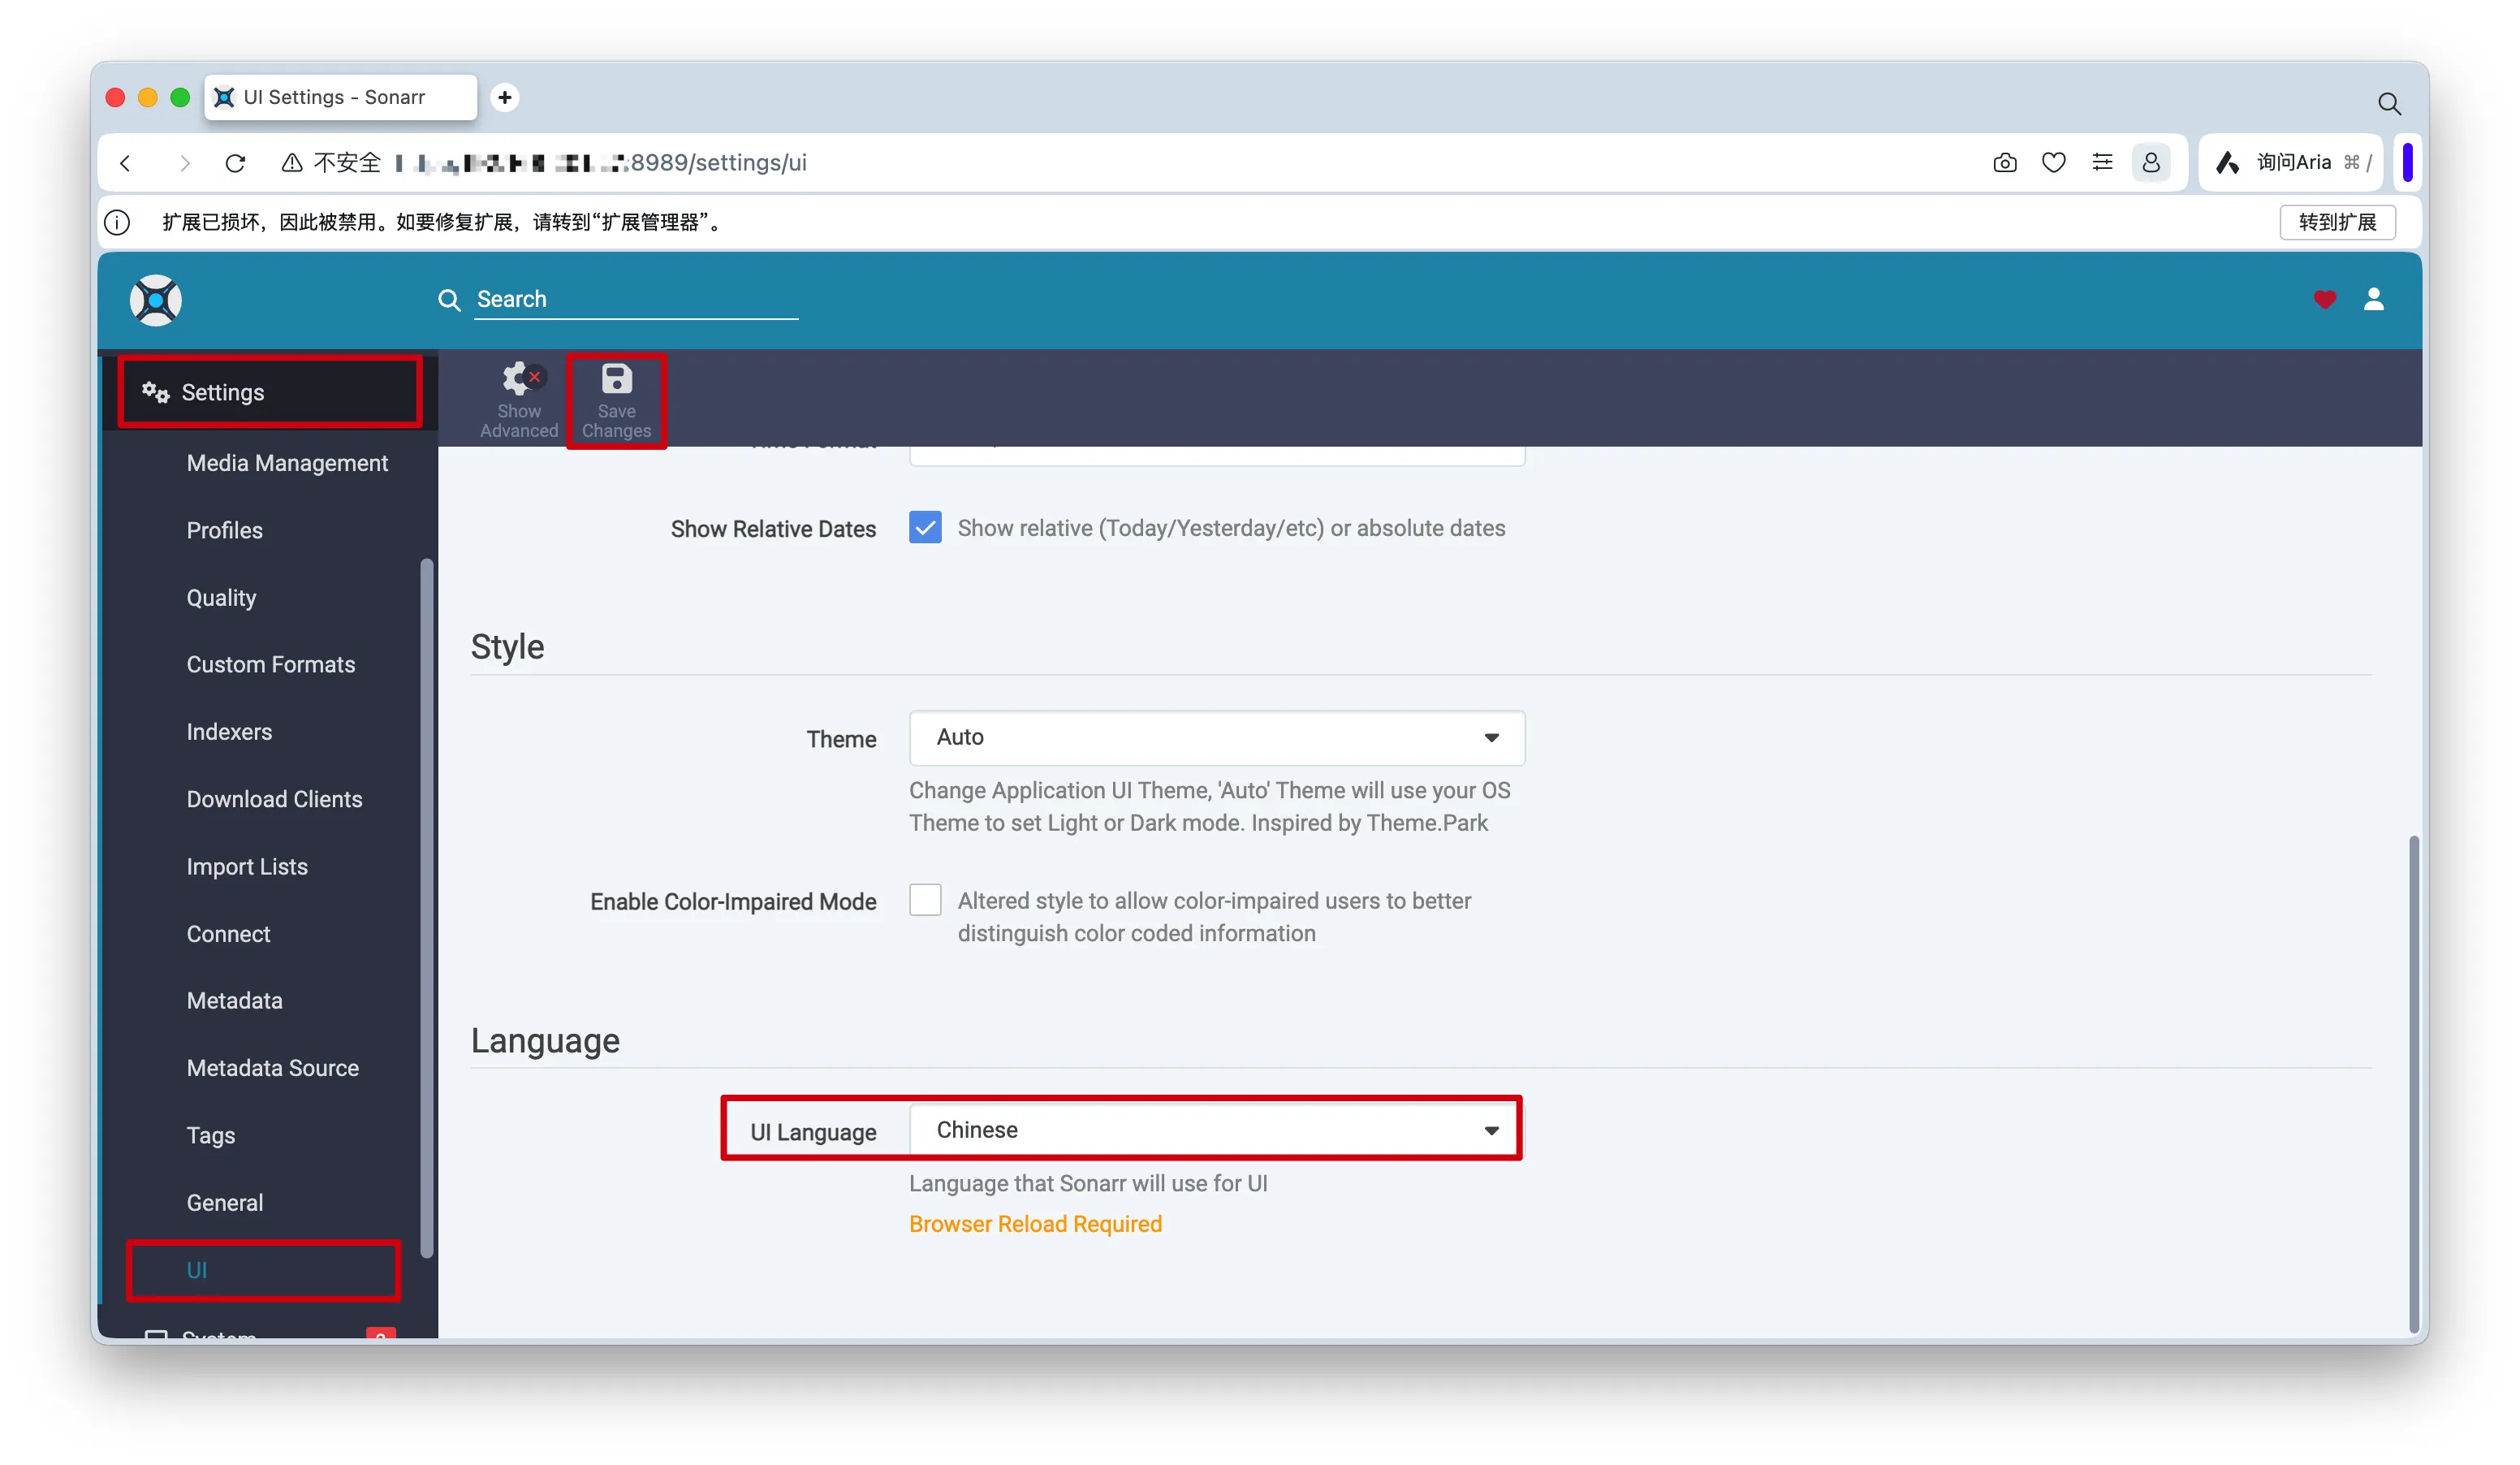 UI Settings - Sonarr
不安全 :8989/settings/ui
询问Aria ⌘ /
扩展已损坏，因此被禁用。如要修复扩展，请转到“扩展管理器”。
转到扩展
Search
Settings
Media Management
Profiles
Quality
Custom Formats
Indexers
Download Clients
Import Lists
Connect
Metadata
Metadata Source
Tags
General
UI
System
Show
Advanced
Save
Changes
Show Relative Dates
Show relative (Today/Yesterday/etc) or absolute dates
Style
Theme
Auto
Change Application UI Theme, 'Auto' Theme will use your OS
Theme to set Light or Dark mode. Inspired by Theme.Park
Enable Color-Impaired Mode
Altered style to allow color-impaired users to better
distinguish color coded information
Language
UI Language
Chinese
Language that Sonarr will use for UI
Browser Reload Required